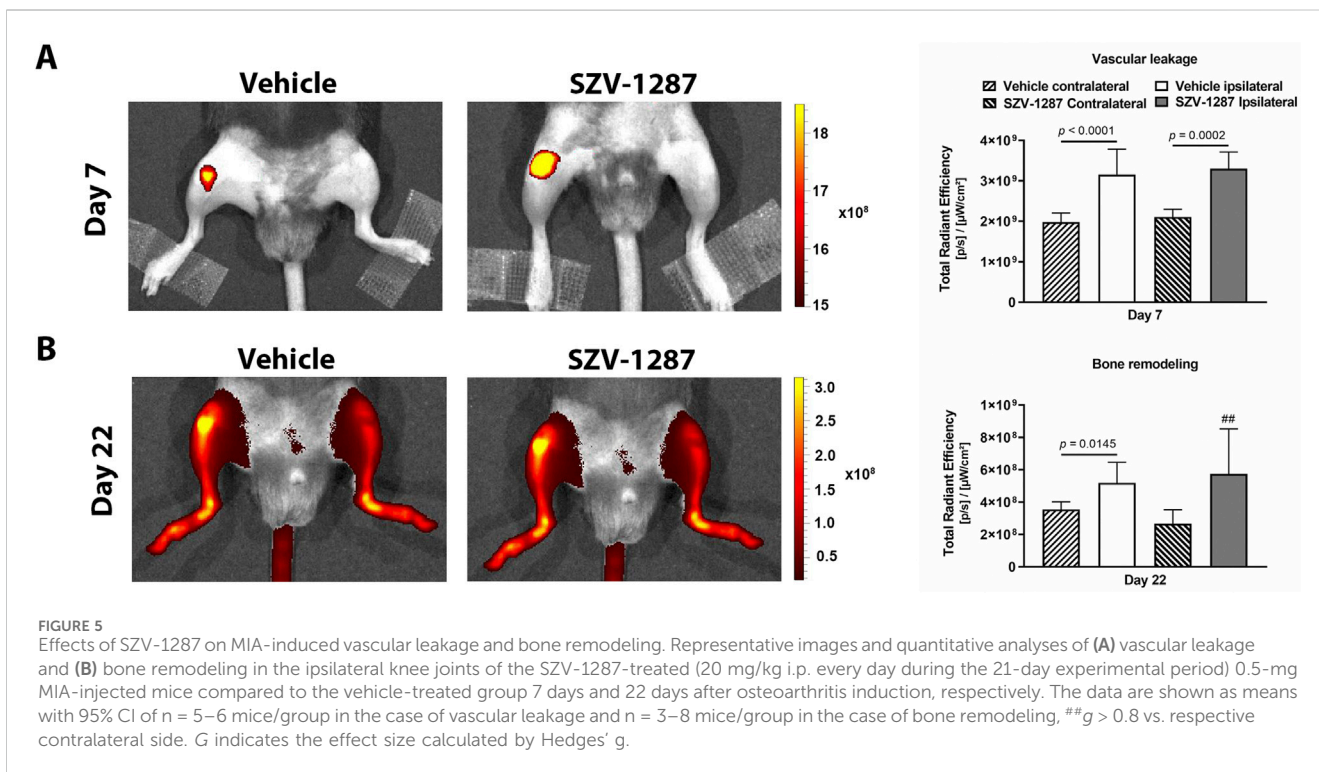 A
Vehicle
SZV-1287
Day 7
18
17
x10⁸
16
15
Vascular leakage
Vehicle contralateral
Vehicle ipsilateral
SZV-1287 Contralateral
SZV-1287 Ipsilateral
p < 0.0001
p = 0.0002
Total Radiant Efficiency
[p/s] / [µW/cm²]
4×10⁹
3×10⁹
2×10⁹
1×10⁹
0
Day 7
B
Vehicle
SZV-1287
Day 22
3.0
2.5
2.0
x10⁸
1.5
1.0
0.5
Bone remodeling
##
p = 0.0145
Total Radiant Efficiency
[p/s] / [µW/cm²]
1×10⁹
8×10⁸
6×10⁸
4×10⁸
2×10⁸
0
Day 22
FIGURE 5
Effects of SZV-1287 on MIA-induced vascular leakage and bone remodeling. Representative images and quantitative analyses of (A) vascular leakage
and (B) bone remodeling in the ipsilateral knee joints of the SZV-1287-treated (20 mg/kg i.p. every day during the 21-day experimental period) 0.5-mg
MIA-injected mice compared to the vehicle-treated group 7 days and 22 days after osteoarthritis induction, respectively. The data are shown as means
with 95% CI of n = 5–6 mice/group in the case of vascular leakage and n = 3–8 mice/group in the case of bone remodeling, ##g > 0.8 vs. respective
contralateral side. G indicates the effect size calculated by Hedges’ g.